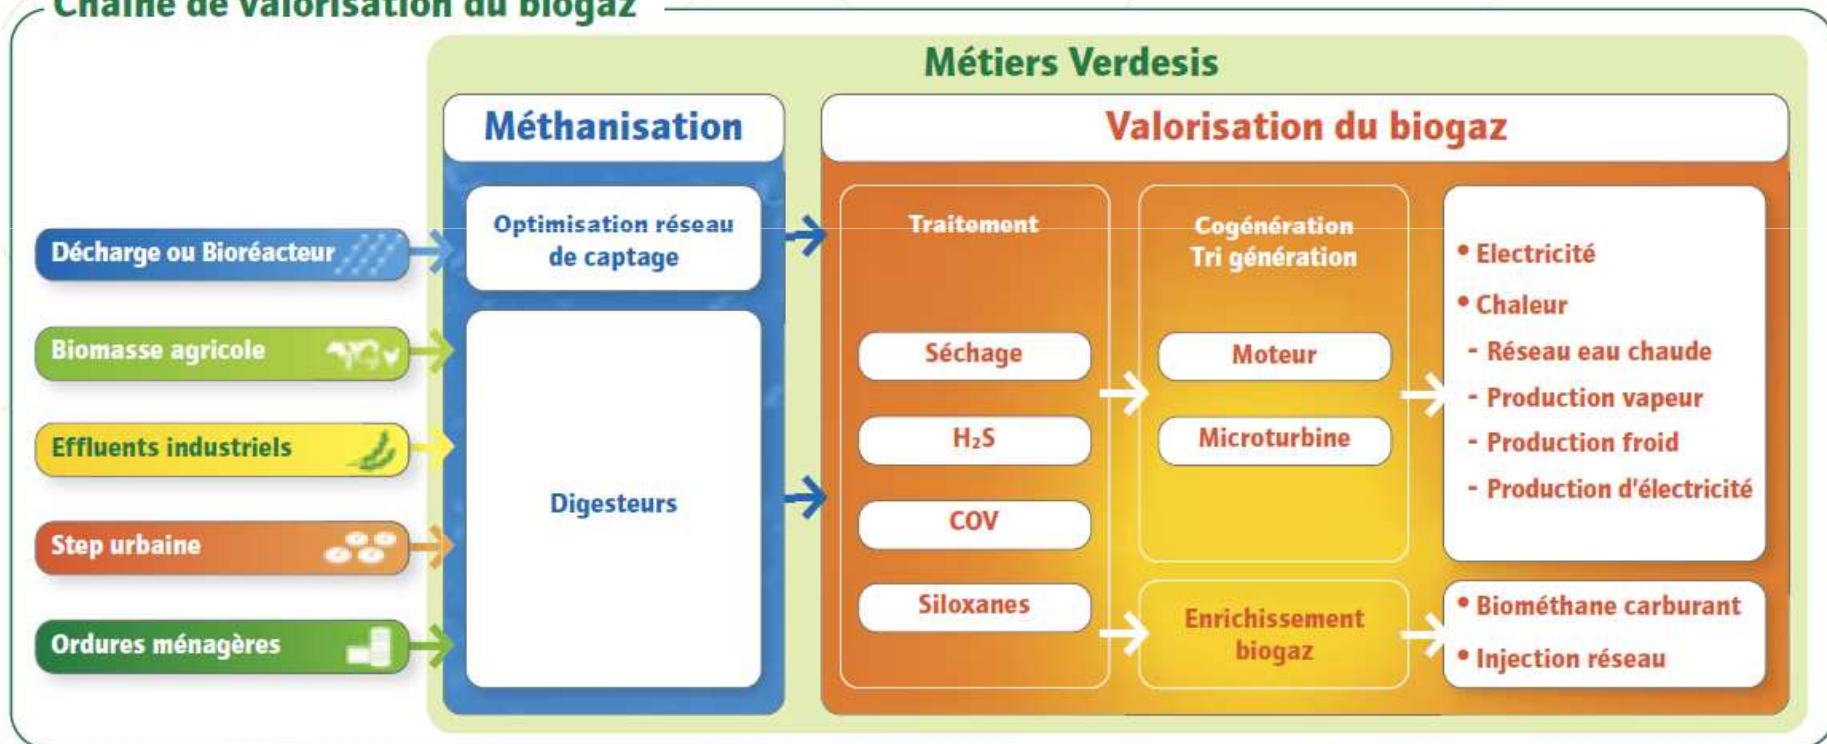 Chaîne de valorisation du biogaz
Métiers Verdesis
Méthanisation
Valorisation du biogaz
Décharge ou Bioréacteur
Biomasse agricole
Effluents industriels
Step urbaine
Ordures ménagères
Optimisation réseau
de captage
Digesteurs
Traitement
Séchage
H₂S
COV
Siloxanes
Cogénération
Tri génération
Moteur
Microturbine
Enrichissement
biogaz
• Electricité
• Chaleur
- Réseau eau chaude
- Production vapeur
- Production froid
- Production d'électricité
• Biométhane carburant
• Injection réseau